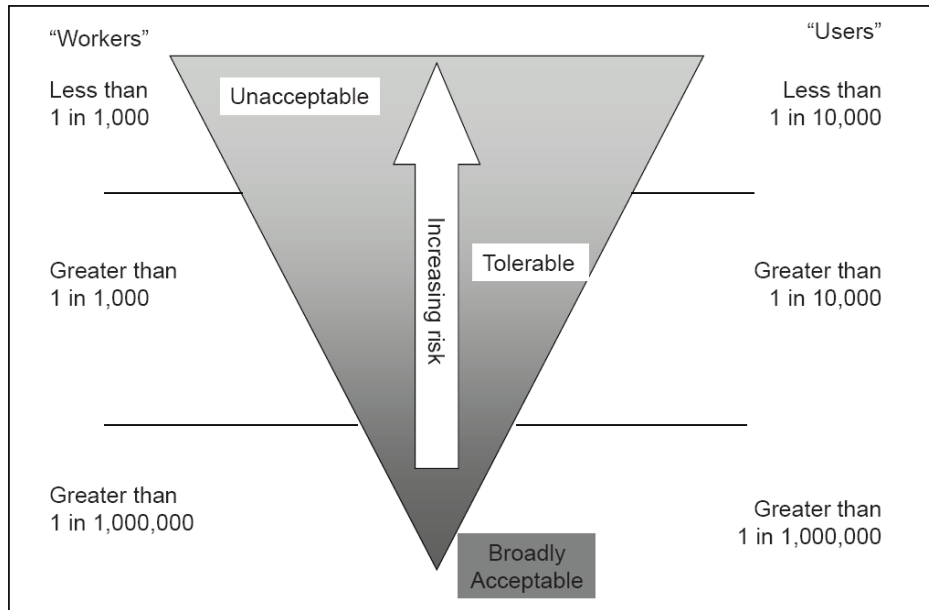 “Workers”
“Users”
Less than
1 in 1,000
Unacceptable
Less than
1 in 10,000
Greater than
1 in 1,000
Increasing risk
Tolerable
Greater than
1 in 10,000
Greater than
1 in 1,000,000
Broadly
Acceptable
Greater than
1 in 1,000,000